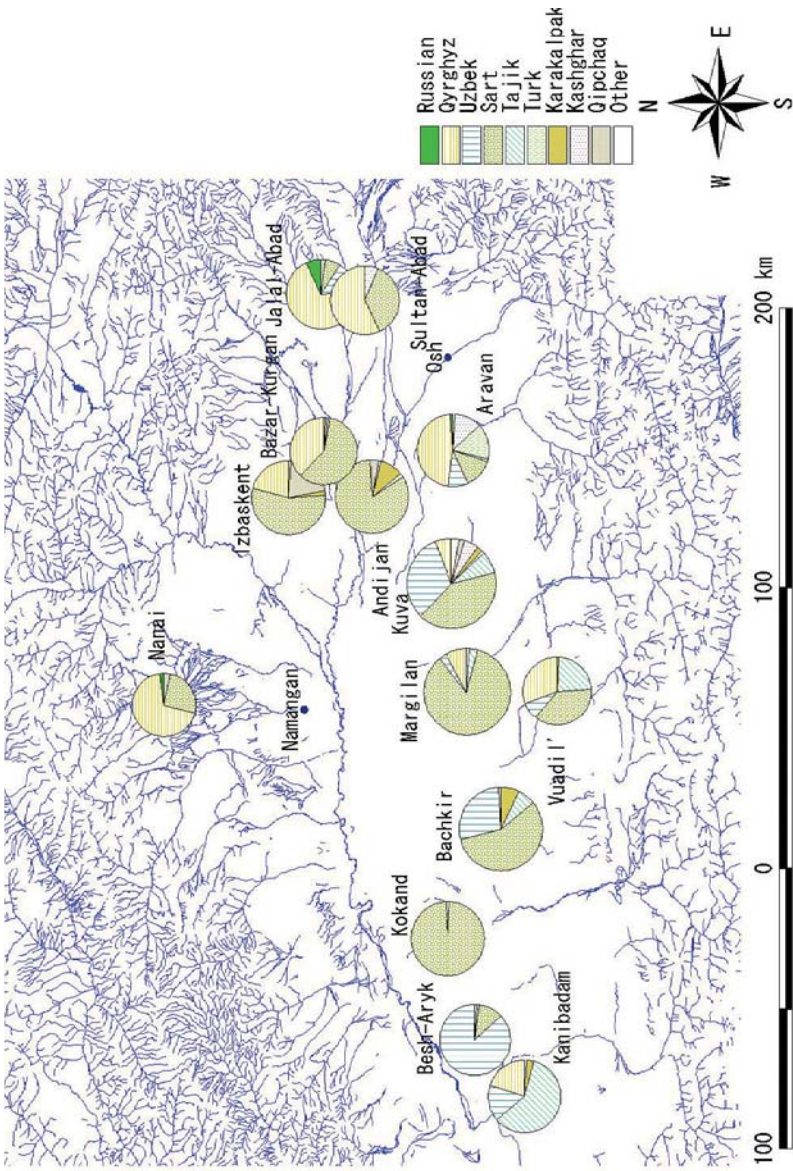 Russian
Qyrghyz
Uzbek
Sart
Tajik
Turk
Karakalpak
Kashghar
Qipchaq
Other
N
E
W
S
Nanai
Namangan
Izbaskent
Bazar-Kurgan
Jalal-Abad
Sultan-Abad
Osh
Aravan
Andijan
Kuva
Margilan
Vuadil'
Bachkir
Kokand
Besh-Aryk
Kanibadam
100
0
100
200 km